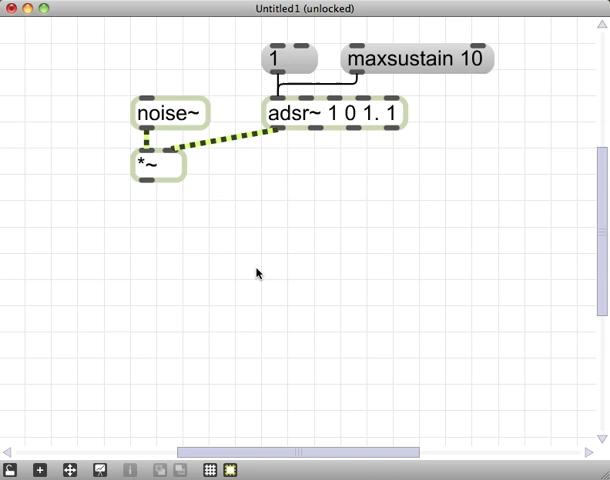 Untitled1 (unlocked)
1
maxsustain 10
noise~
adsr~ 1 0 1. 1
*~